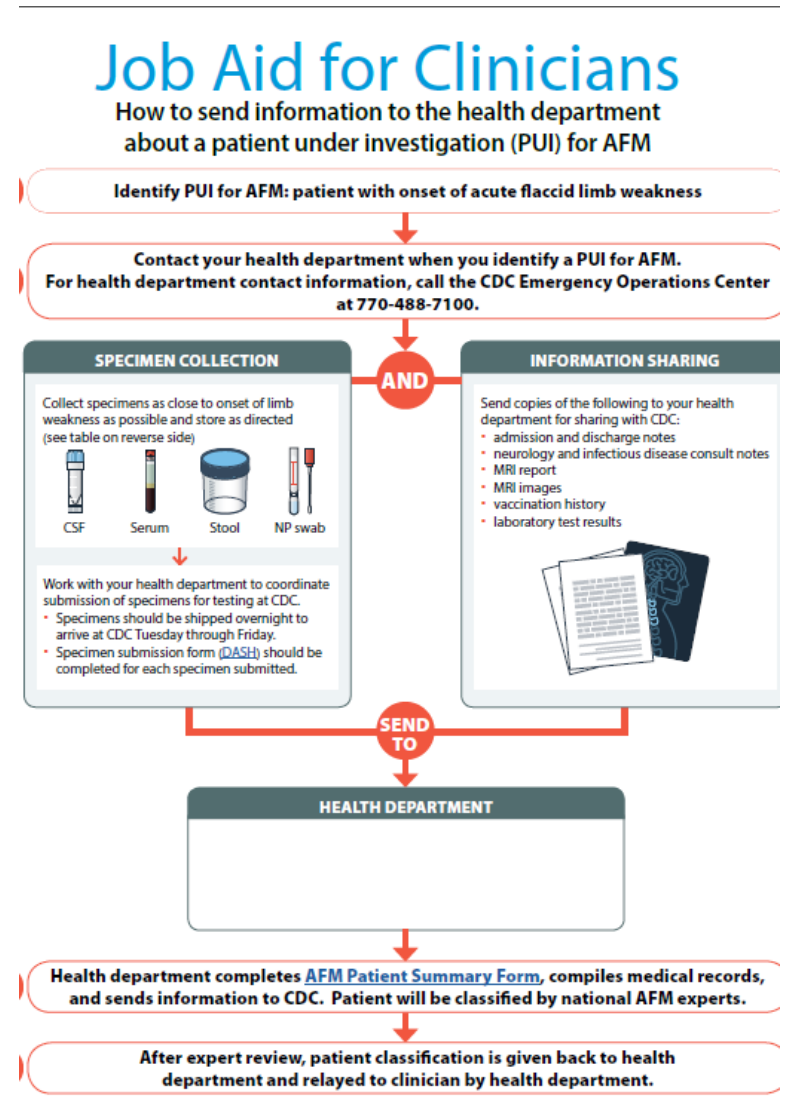 Job Aid for Clinicians
How to send information to the health department
about a patient under investigation (PUI) for AFM
Identify PUI for AFM: patient with onset of acute flaccid limb weakness
Contact your health department when you identify a PUI for AFM.
For health department contact information, call the CDC Emergency Operations Center
at 770-488-7100.
AND
SPECIMEN COLLECTION
Collect specimens as close to onset of limb
weakness as possible and store as directed
(see table on reverse side)
CSF Serum Stool NP swab
Work with your health department to coordinate
submission of specimens for testing at CDC.
• Specimens should be shipped overnight to
arrive at CDC Tuesday through Friday.
• Specimen submission form (DASH) should be
completed for each specimen submitted.
INFORMATION SHARING
Send copies of the following to your health
department for sharing with CDC:
• admission and discharge notes
• neurology and infectious disease consult notes
• MRI report
• MRI images
• vaccination history
• laboratory test results
SEND
TO
HEALTH DEPARTMENT
Health department completes AFM Patient Summary Form, compiles medical records,
and sends information to CDC. Patient will be classified by national AFM experts.
After expert review, patient classification is given back to health
department and relayed to clinician by health department.